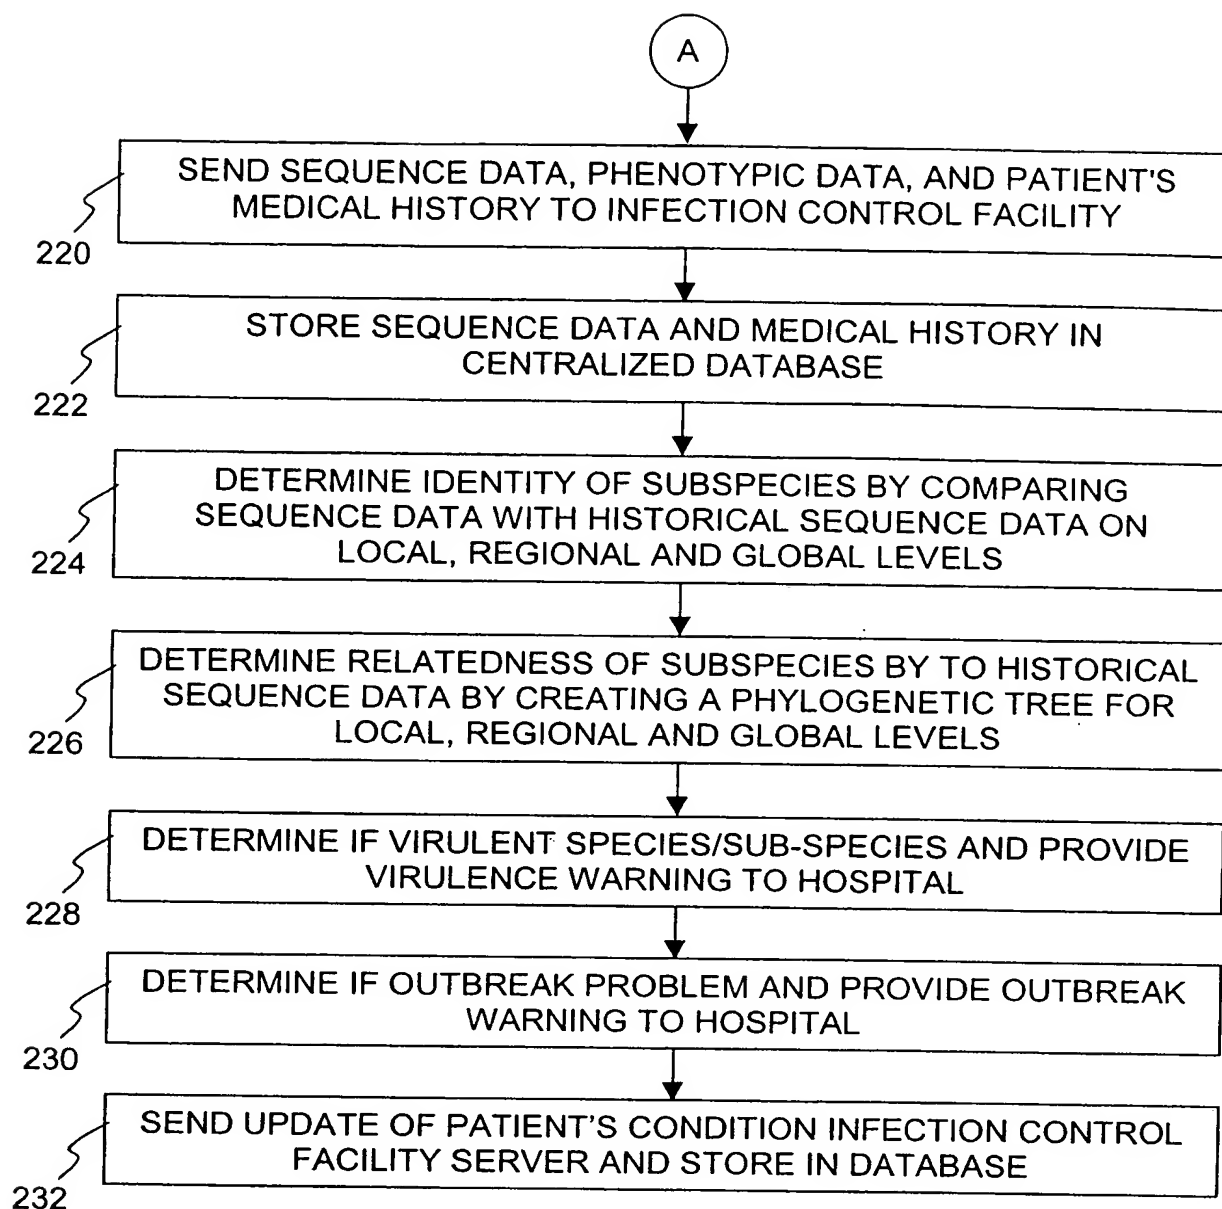 A
SEND SEQUENCE DATA, PHENOTYPIC DATA, AND PATIENT'S
MEDICAL HISTORY TO INFECTION CONTROL FACILITY
220
STORE SEQUENCE DATA AND MEDICAL HISTORY IN
CENTRALIZED DATABASE
222
DETERMINE IDENTITY OF SUBSPECIES BY COMPARING
SEQUENCE DATA WITH HISTORICAL SEQUENCE DATA ON
LOCAL, REGIONAL AND GLOBAL LEVELS
224
DETERMINE RELATEDNESS OF SUBSPECIES BY TO HISTORICAL
SEQUENCE DATA BY CREATING A PHYLOGENETIC TREE FOR
LOCAL, REGIONAL AND GLOBAL LEVELS
226
DETERMINE IF VIRULENT SPECIES/SUB-SPECIES AND PROVIDE
VIRULENCE WARNING TO HOSPITAL
228
DETERMINE IF OUTBREAK PROBLEM AND PROVIDE OUTBREAK
WARNING TO HOSPITAL
230
SEND UPDATE OF PATIENT'S CONDITION INFECTION CONTROL
FACILITY SERVER AND STORE IN DATABASE
232